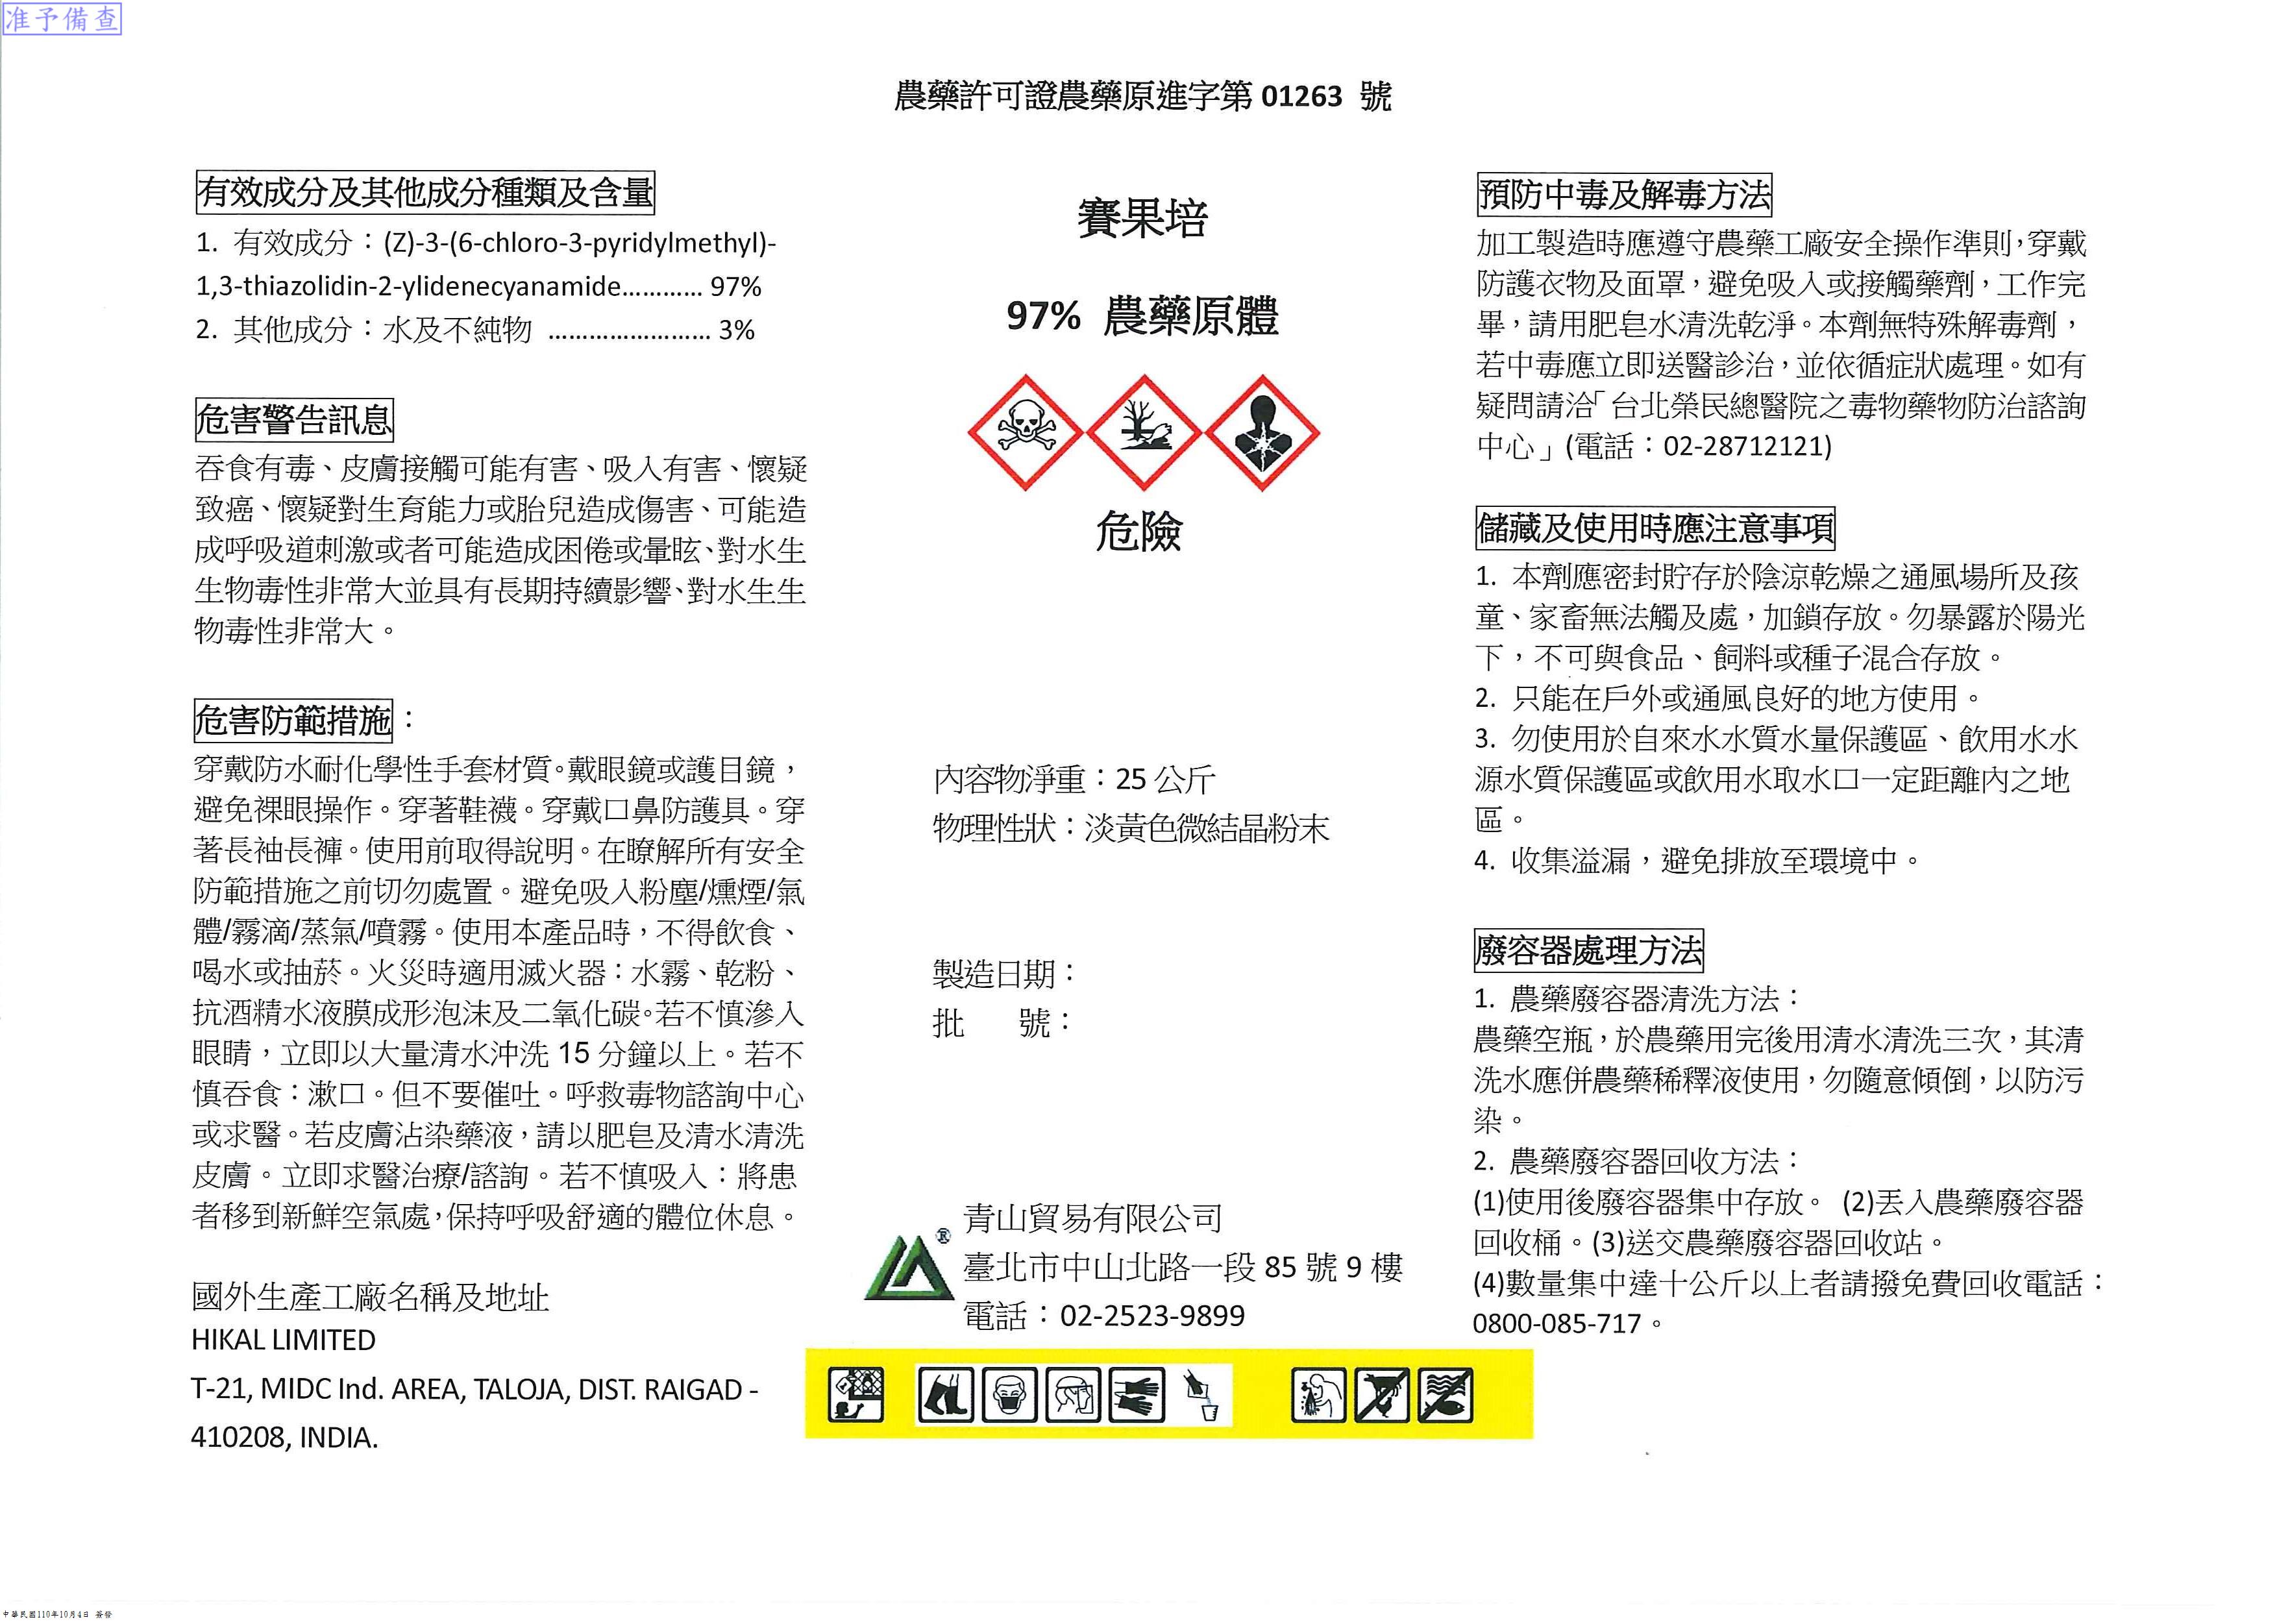 准予備查
農藥許可證農藥原進字第 01263 號
有效成分及其他成分種類及含量
1. 有效成分：(Z)-3-(6-chloro-3-pyridylmethyl)-
1,3-thiazolidin-2-ylidenecyanamide............ 97%
2. 其他成分：水及不純物 ........................ 3%
危害警告訊息
吞食有毒、皮膚接觸可能有害、吸入有害、懷疑
致癌、懷疑對生育能力或胎兒造成傷害、可能造
成呼吸道刺激或者可能造成困倦或暈眩、對水生
生物毒性非常大並具有長期持續影響、對水生生
物毒性非常大。
危害防範措施：
穿戴防水耐化學性手套材質。戴眼鏡或護目鏡，
避免裸眼操作。穿著鞋襪。穿戴口鼻防護具。穿
著長袖長褲。使用前取得說明。在瞭解所有安全
防範措施之前切勿處置。避免吸入粉塵/燻煙/氣
體/霧滴/蒸氣/噴霧。使用本產品時，不得飲食、
喝水或抽菸。火災時適用滅火器：水霧、乾粉、
抗酒精水液膜成形泡沫及二氧化碳。若不慎滲入
眼睛，立即以大量清水沖洗 15 分鐘以上。若不
慎吞食：漱口。但不要催吐。呼救毒物諮詢中心
或求醫。若皮膚沾染藥液，請以肥皂及清水清洗
皮膚。立即求醫治療/諮詢。若不慎吸入：將患
者移到新鮮空氣處，保持呼吸舒適的體位休息。
國外生產工廠名稱及地址
HIKAL LIMITED
T-21, MIDC Ind. AREA, TALOJA, DIST. RAIGAD -
410208, INDIA.
賽果培
97% 農藥原體
危險
內容物淨重：25 公斤
物理性狀：淡黃色微結晶粉末
製造日期：
批　　號：
®
青山貿易有限公司
臺北市中山北路一段 85 號 9 樓
電話：02-2523-9899
預防中毒及解毒方法
加工製造時應遵守農藥工廠安全操作準則，穿戴
防護衣物及面罩，避免吸入或接觸藥劑，工作完
畢，請用肥皂水清洗乾淨。本劑無特殊解毒劑，
若中毒應立即送醫診治，並依循症狀處理。如有
疑問請洽「台北榮民總醫院之毒物藥物防治諮詢
中心」(電話：02-28712121)
儲藏及使用時應注意事項
1. 本劑應密封貯存於陰涼乾燥之通風場所及孩
童、家畜無法觸及處，加鎖存放。勿暴露於陽光
下，不可與食品、飼料或種子混合存放。
2. 只能在戶外或通風良好的地方使用。
3. 勿使用於自來水水質水量保護區、飲用水水
源水質保護區或飲用水取水口一定距離內之地
區。
4. 收集溢漏，避免排放至環境中。
廢容器處理方法
1. 農藥廢容器清洗方法：
農藥空瓶，於農藥用完後用清水清洗三次，其清
洗水應併農藥稀釋液使用，勿隨意傾倒，以防污
染。
2. 農藥廢容器回收方法：
(1)使用後廢容器集中存放。 (2)丟入農藥廢容器
回收桶。(3)送交農藥廢容器回收站。
(4)數量集中達十公斤以上者請撥免費回收電話：
0800-085-717。
中華民國110年10月4日 簽發